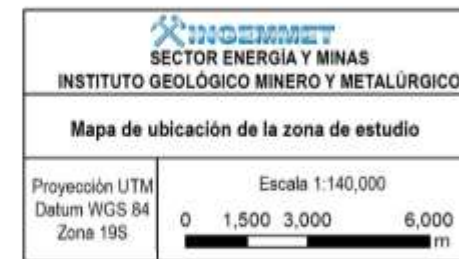 INGEMMET
SECTOR ENERGÍA Y MINAS
INSTITUTO GEOLÓGICO MINERO Y METALÚRGICO
Mapa de ubicación de la zona de estudio
Proyección UTM
Datum WGS 84
Zona 19S
Escala 1:140,000
0 1,500 3,000 6,000
m